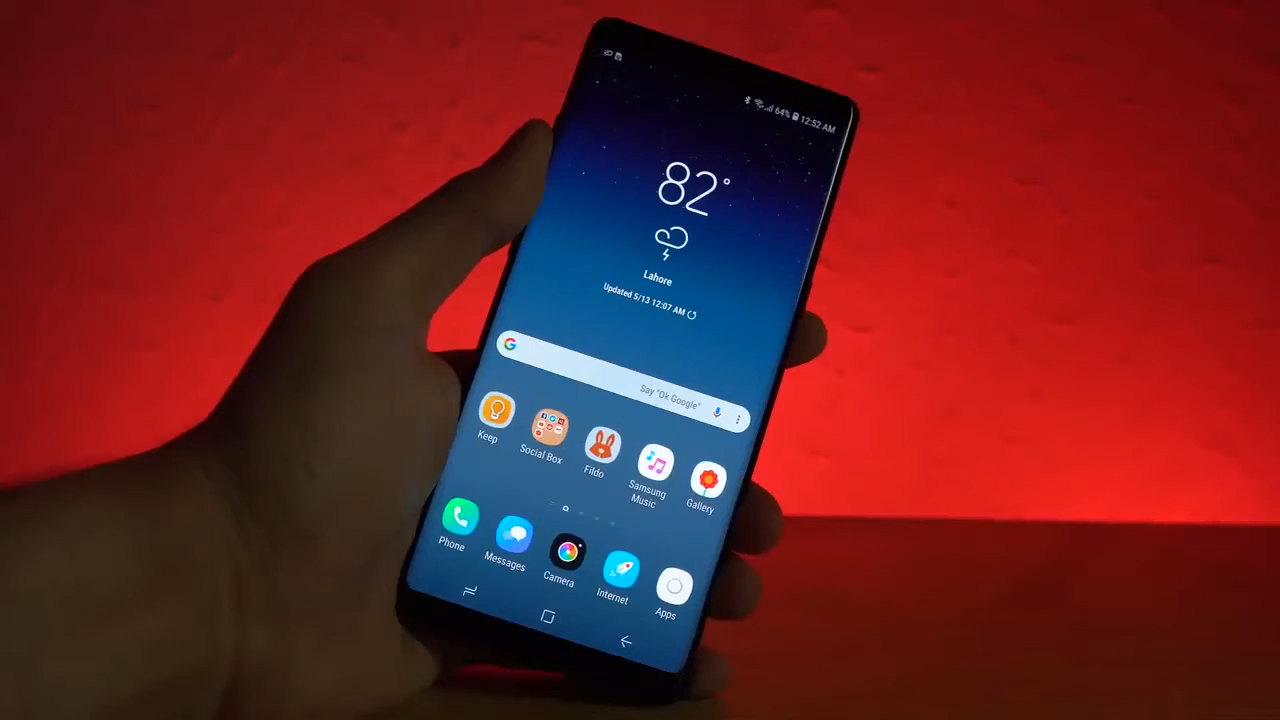 64% 12:52 AM
82°
Lahore
Updated 5/13 12:07 AM
G
Say "Ok Google"
Keep
Social Box
Fildo
Samsung
Music
Gallery
Phone
Messages
Camera
Internet
Apps